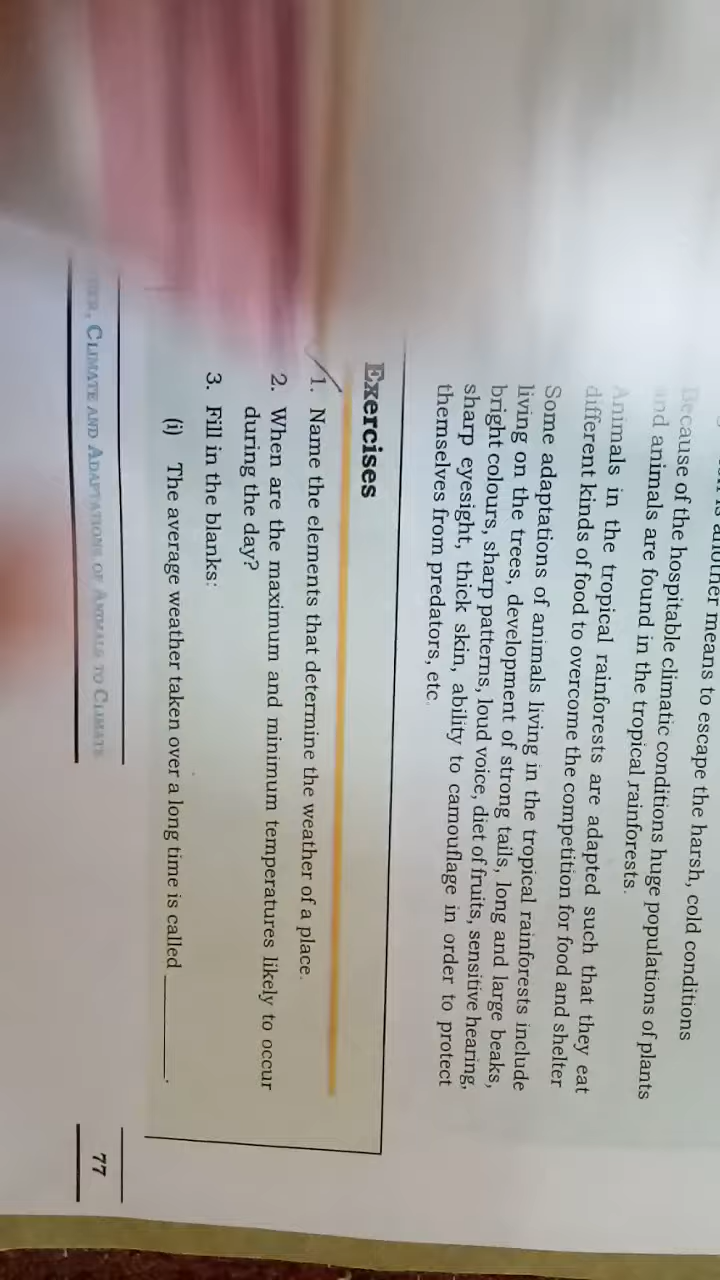 another means to escape the harsh, cold conditions
Because of the hospitable climatic conditions huge populations of plants
and animals are found in the tropical rainforests.
Animals in the tropical rainforests are adapted such that they eat
different kinds of food to overcome the competition for food and shelter
Some adaptations of animals living in the tropical rainforests include
living on the trees, development of strong tails, long and large beaks,
bright colours, sharp patterns, loud voice, diet of fruits, sensitive hearing,
sharp eyesight, thick skin, ability to camouflage in order to protect
themselves from predators, etc.
Exercises
1. Name the elements that determine the weather of a place.
2. When are the maximum and minimum temperatures likely to occur
during the day?
3. Fill in the blanks:
(i) The average weather taken over a long time is called ________.
, CLIMATE AND ADAPTATIONS OF ANIMALS TO CLIMATE
77